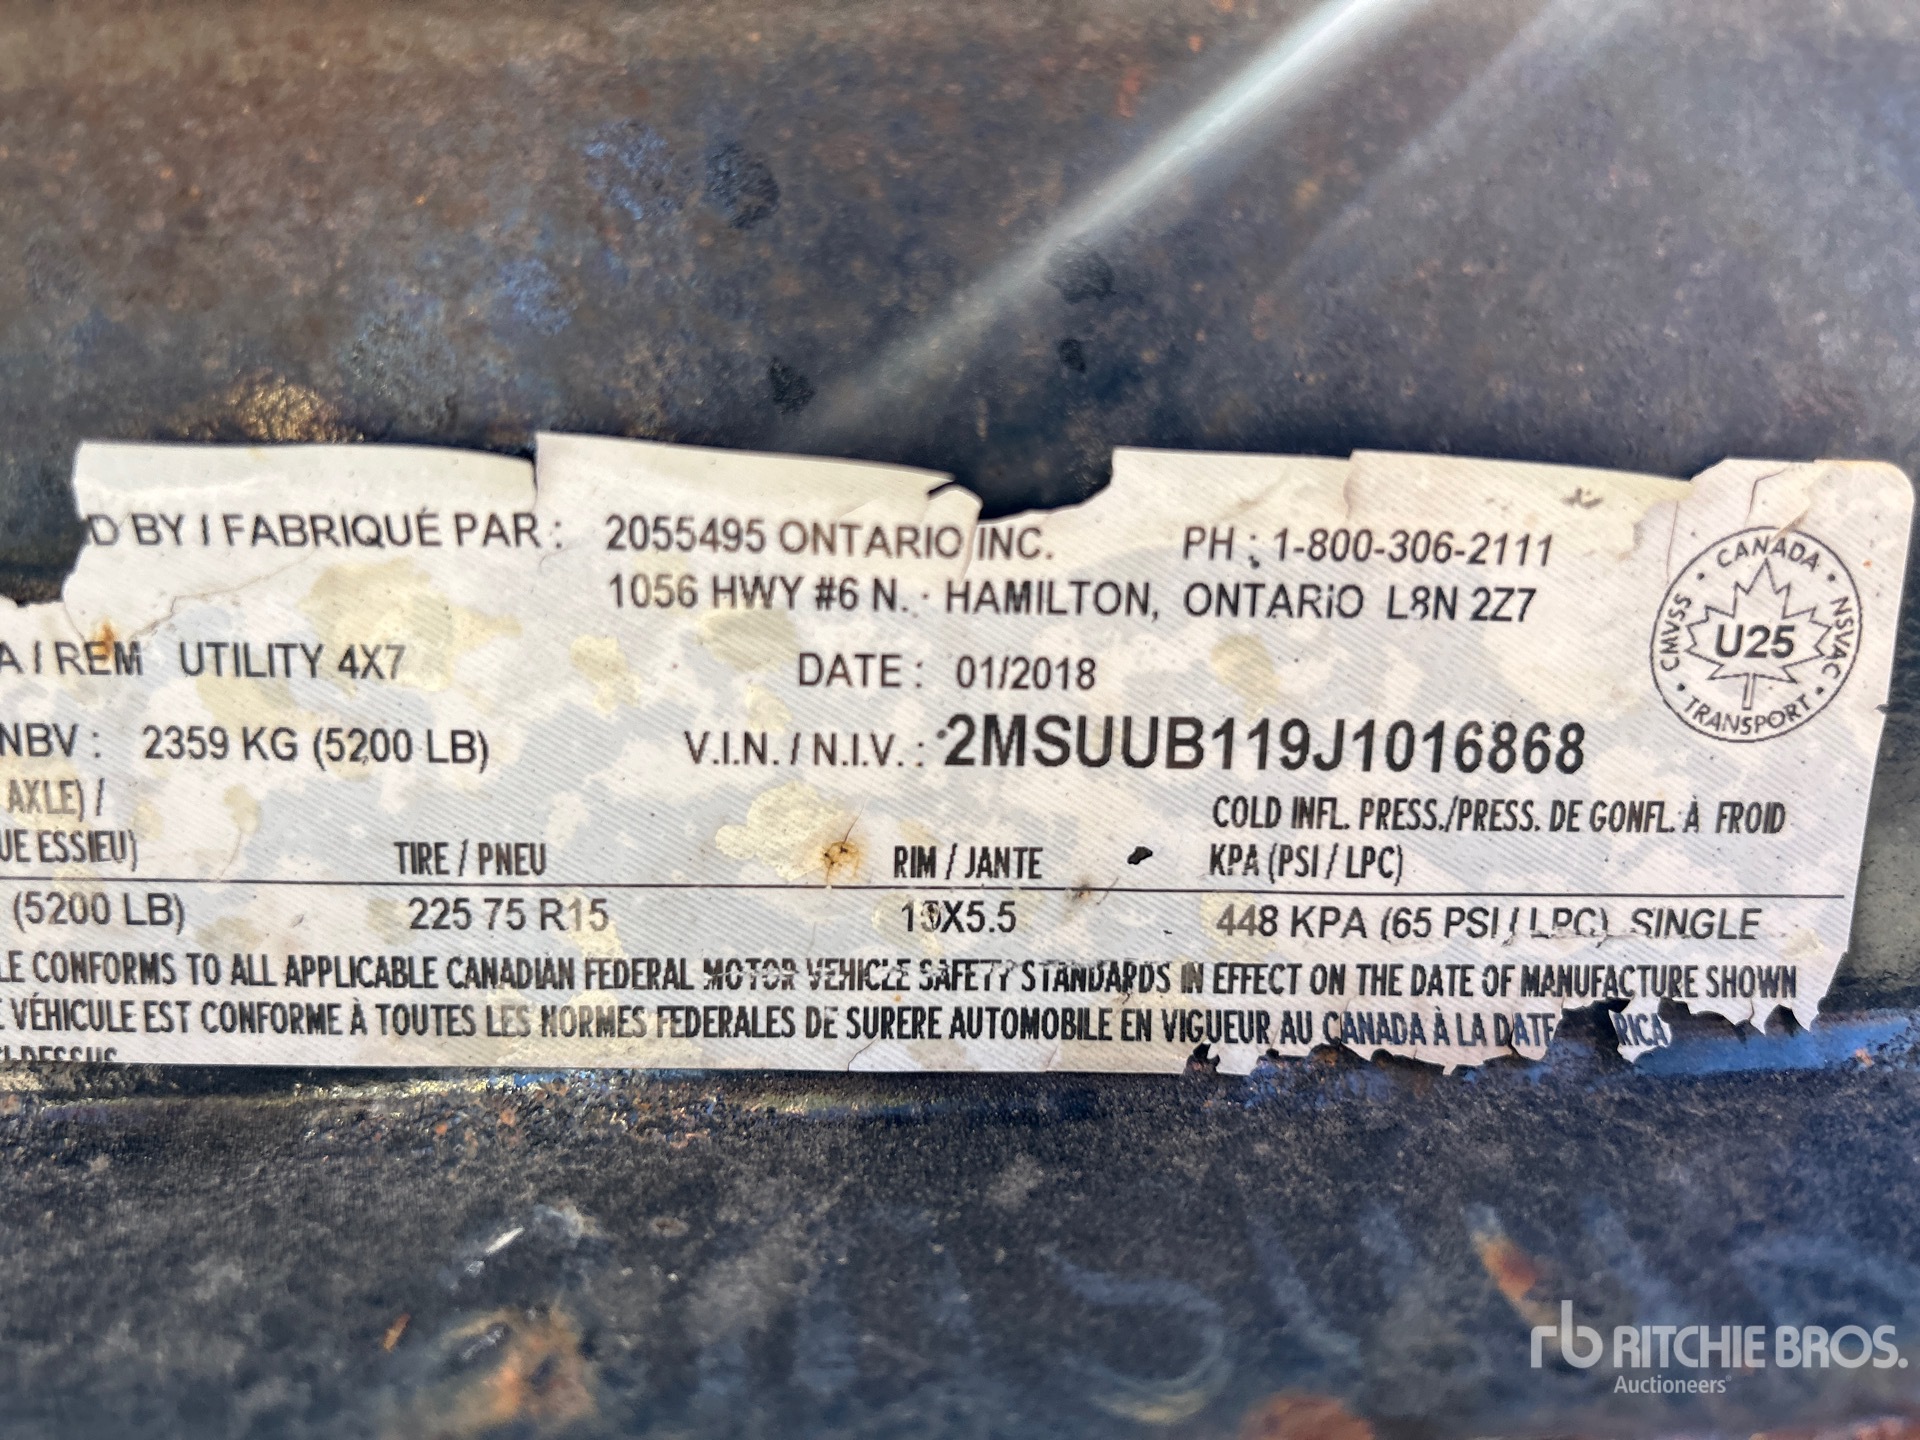 D BY / FABRIQUÉ PAR : 2055495 ONTARIO INC. PH : 1-800-306-2111
1056 HWY #6 N. HAMILTON, ONTARIO L8N 2Z7
A / REM UTILITY 4X7 DATE : 01/2018
NBV : 2359 KG (5200 LB) V.I.N. / N.I.V. : 2MSUUB119J1016868
CANADA
NSVAC
TRANSPORT
CMVSS
U25
AXLE) /
UE ESSIEU) TIRE / PNEU RIM / JANTE
COLD INFL. PRESS./PRESS. DE GONFL. À FROID
KPA (PSI / LPC)
(5200 LB) 225 75 R15 15X5.5 448 KPA (65 PSI / LPC) SINGLE
LE CONFORMS TO ALL APPLICABLE CANADIAN FEDERAL MOTOR VEHICLE SAFETY STANDARDS IN EFFECT ON THE DATE OF MANUFACTURE SHOWN
E VÉHICULE EST CONFORME À TOUTES LES NORMES FEDERALES DE SURERE AUTOMOBILE EN VIGUEUR AU CANADA À LA DATE RICA
rb RITCHIE BROS.
Auctioneers